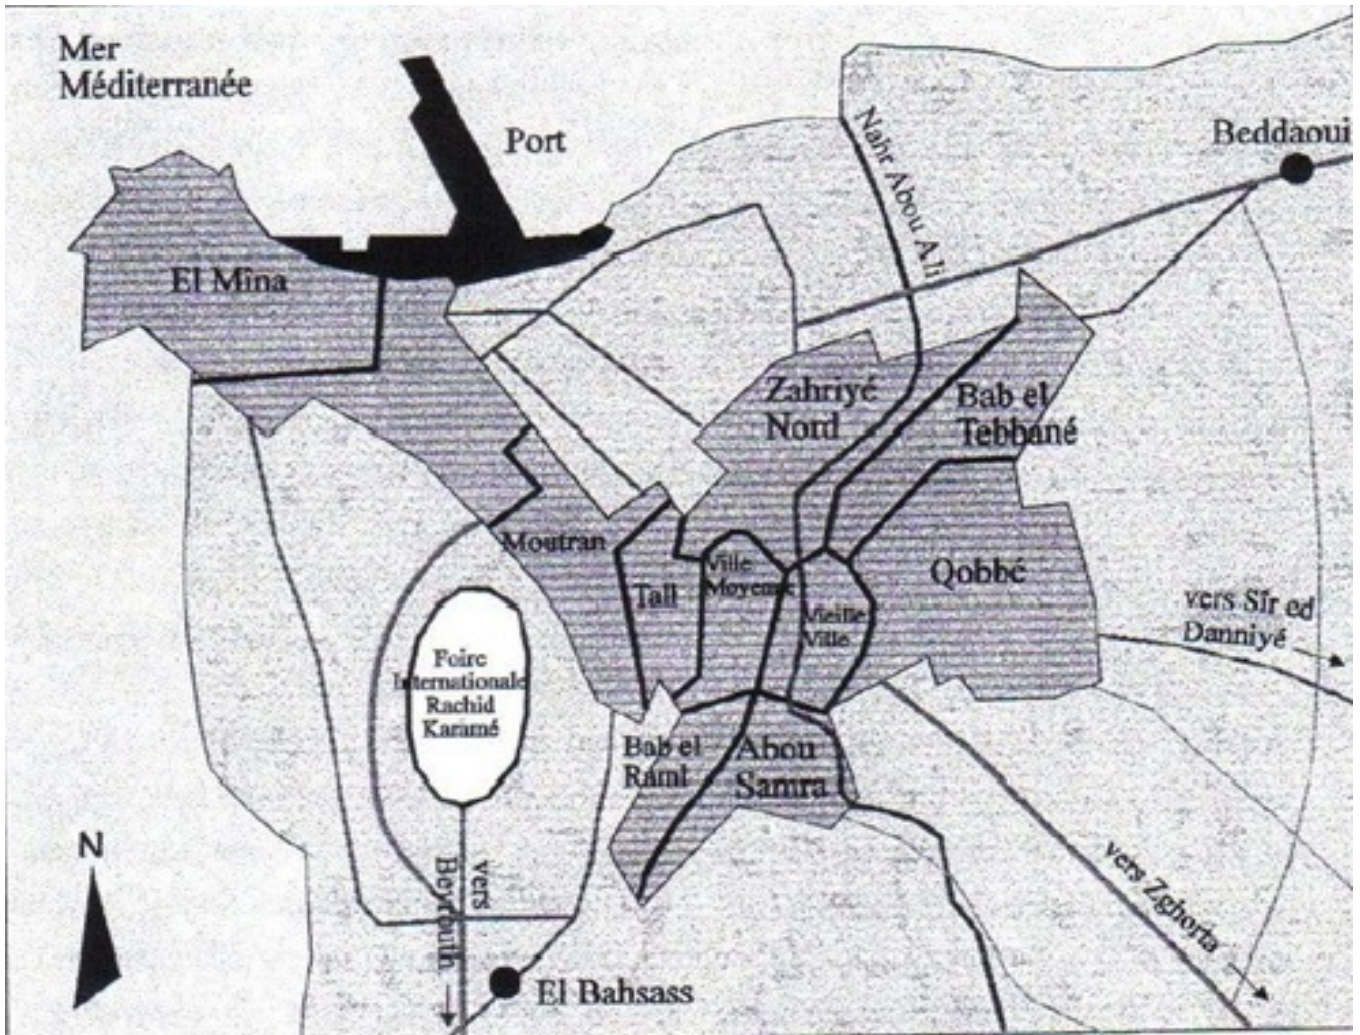 Mer
Méditerranée
Port
Nahr Abou Ali
Beddaoui
El Mina
Zahriyé
Nord
Bab el
Tebbané
Moutran
Tall
Ville
Moyenne
Vieille
Ville
Qobbé
vers Sîr ed
Danniyé
Foire
Internationale
Rachid
Karamé
Bab el
Raml
Abou
Samra
N
vers
Beyrouth
vers Zghorta
El Bahsass